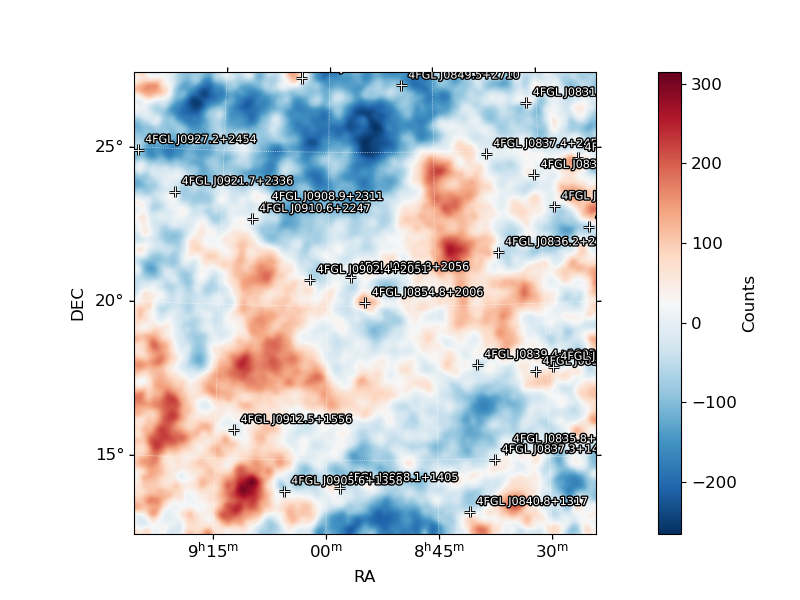 4FGL J0849.5+2710
4FGL J0831
4FGL J0927.2+2454
4FGL J0837.4+24
4FGL J083
4FGL J0921.7+2336
4FGL J0908.9+2311
4FGL J
4FGL J0910.6+2247
4FGL J0836.2+2
4FGL J0902.4+2051
2056
4FGL J0854.8+2006
4FGL J0839.4+
4FGL J0912.5+1556
4FGL J0835.8+
4FGL J0837.3+14
4FGL J0905.6+1358
4FGL J0858.1+1405
4FGL J0840.8+1317
25°
20°
15°
DEC
9h15m 00m 8h45m 30m
RA
300
200
100
0
−100
−200
Counts